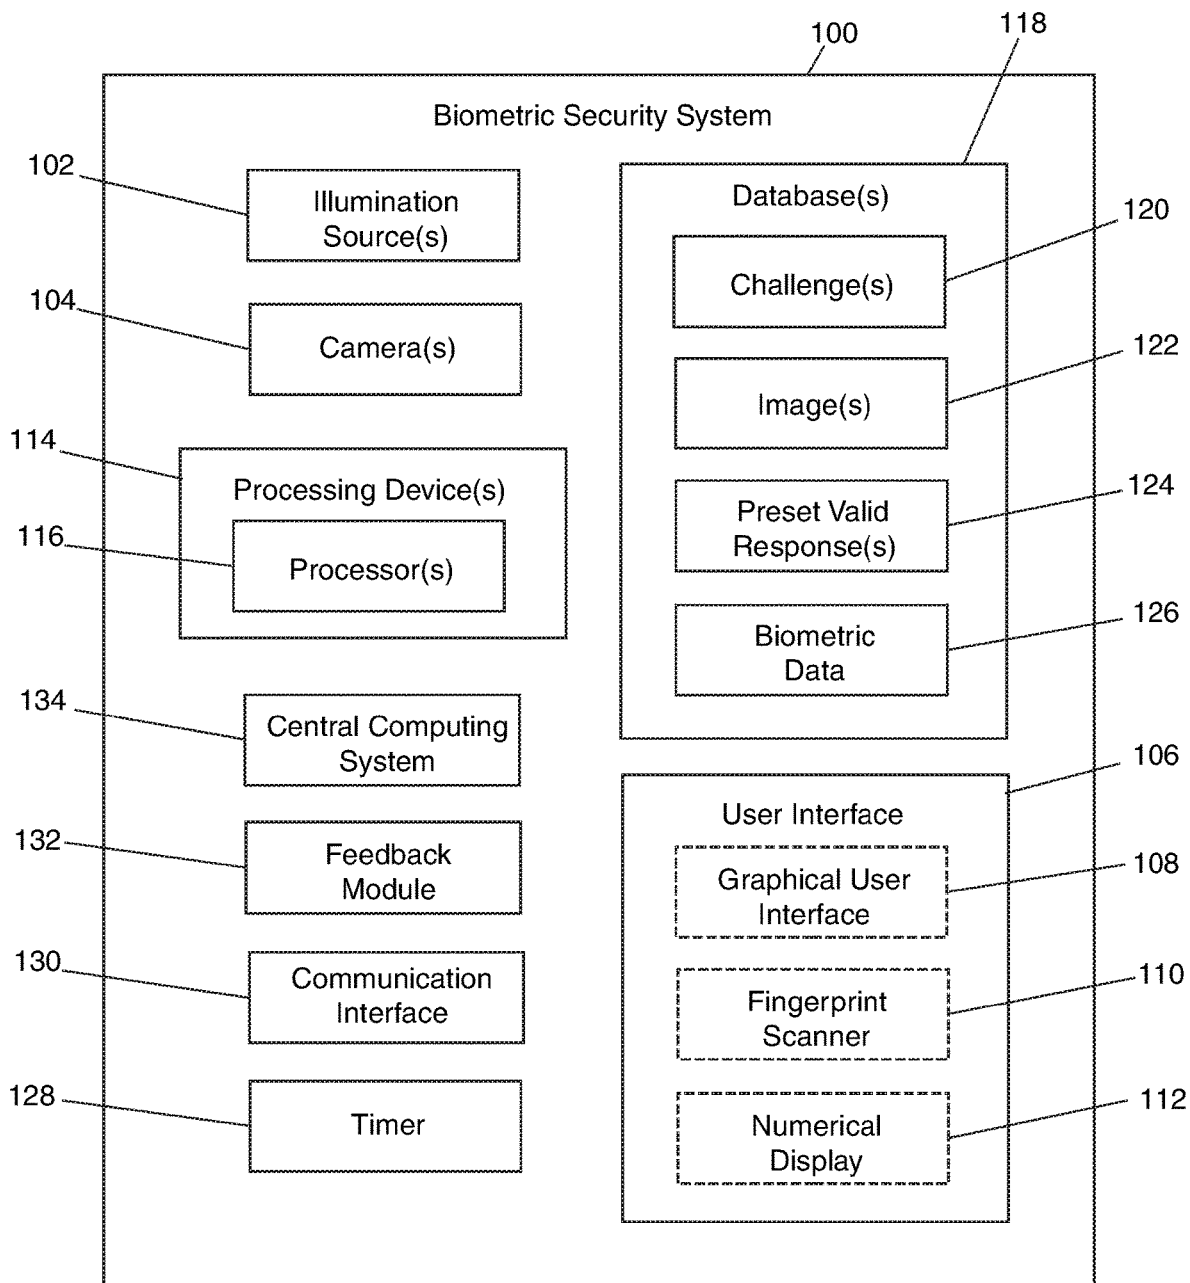 100
118
Biometric Security System
102
Illumination
Source(s)
104
Camera(s)
114
Processing Device(s)
116
Processor(s)
134
Central Computing
System
132
Feedback
Module
130
Communication
Interface
128
Timer
Database(s)
120
Challenge(s)
122
Image(s)
124
Preset Valid
Response(s)
126
Biometric
Data
106
User Interface
108
Graphical User
Interface
110
Fingerprint
Scanner
112
Numerical
Display